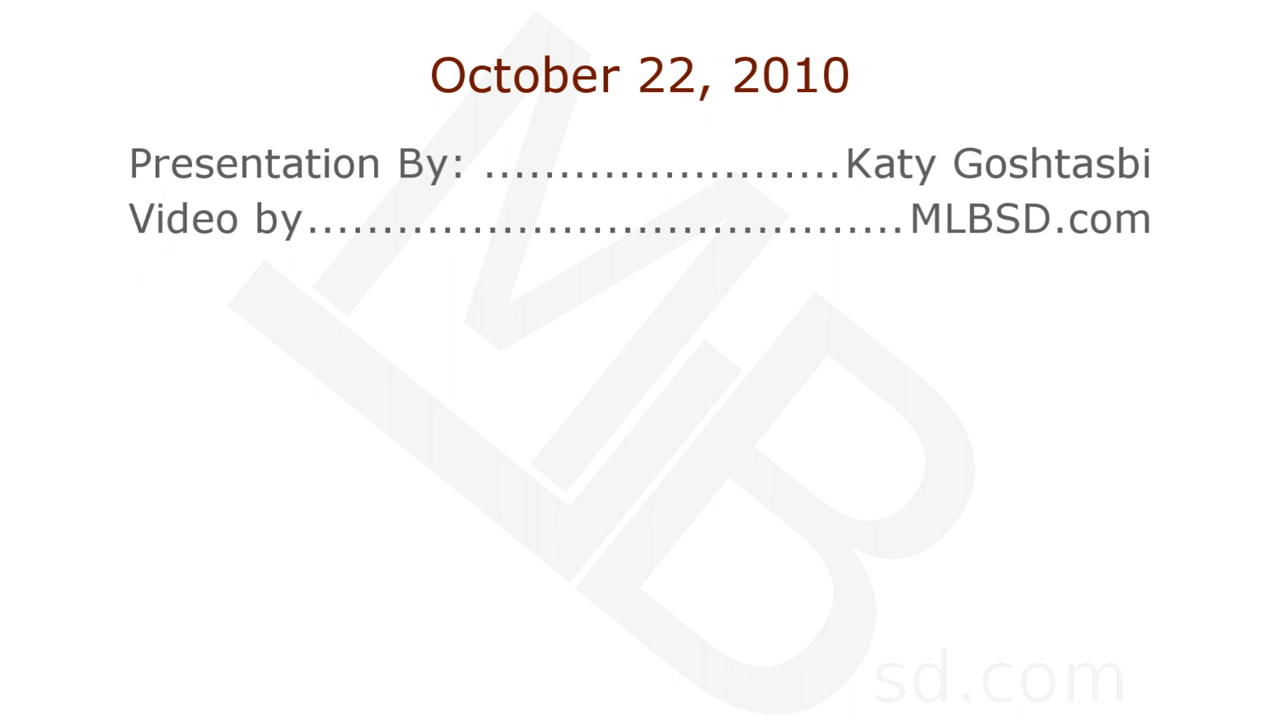 October 22, 2010
Presentation By: ........................Katy Goshtasbi
Video by........................................MLBSD.com
MLB
sd.com